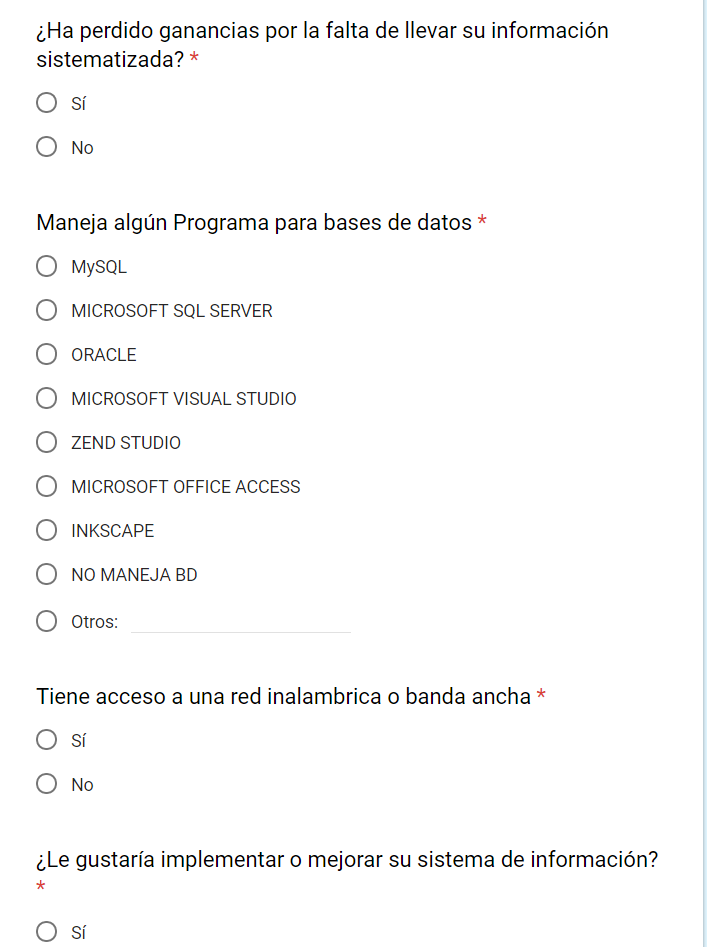 ¿Ha perdido ganancias por la falta de llevar su información
sistematizada? *
Sí
No
Maneja algún Programa para bases de datos *
MySQL
MICROSOFT SQL SERVER
ORACLE
MICROSOFT VISUAL STUDIO
ZEND STUDIO
MICROSOFT OFFICE ACCESS
INKSCAPE
NO MANEJA BD
Otros:
Tiene acceso a una red inalambrica o banda ancha *
Sí
No
¿Le gustaría implementar o mejorar su sistema de información?
*
Sí